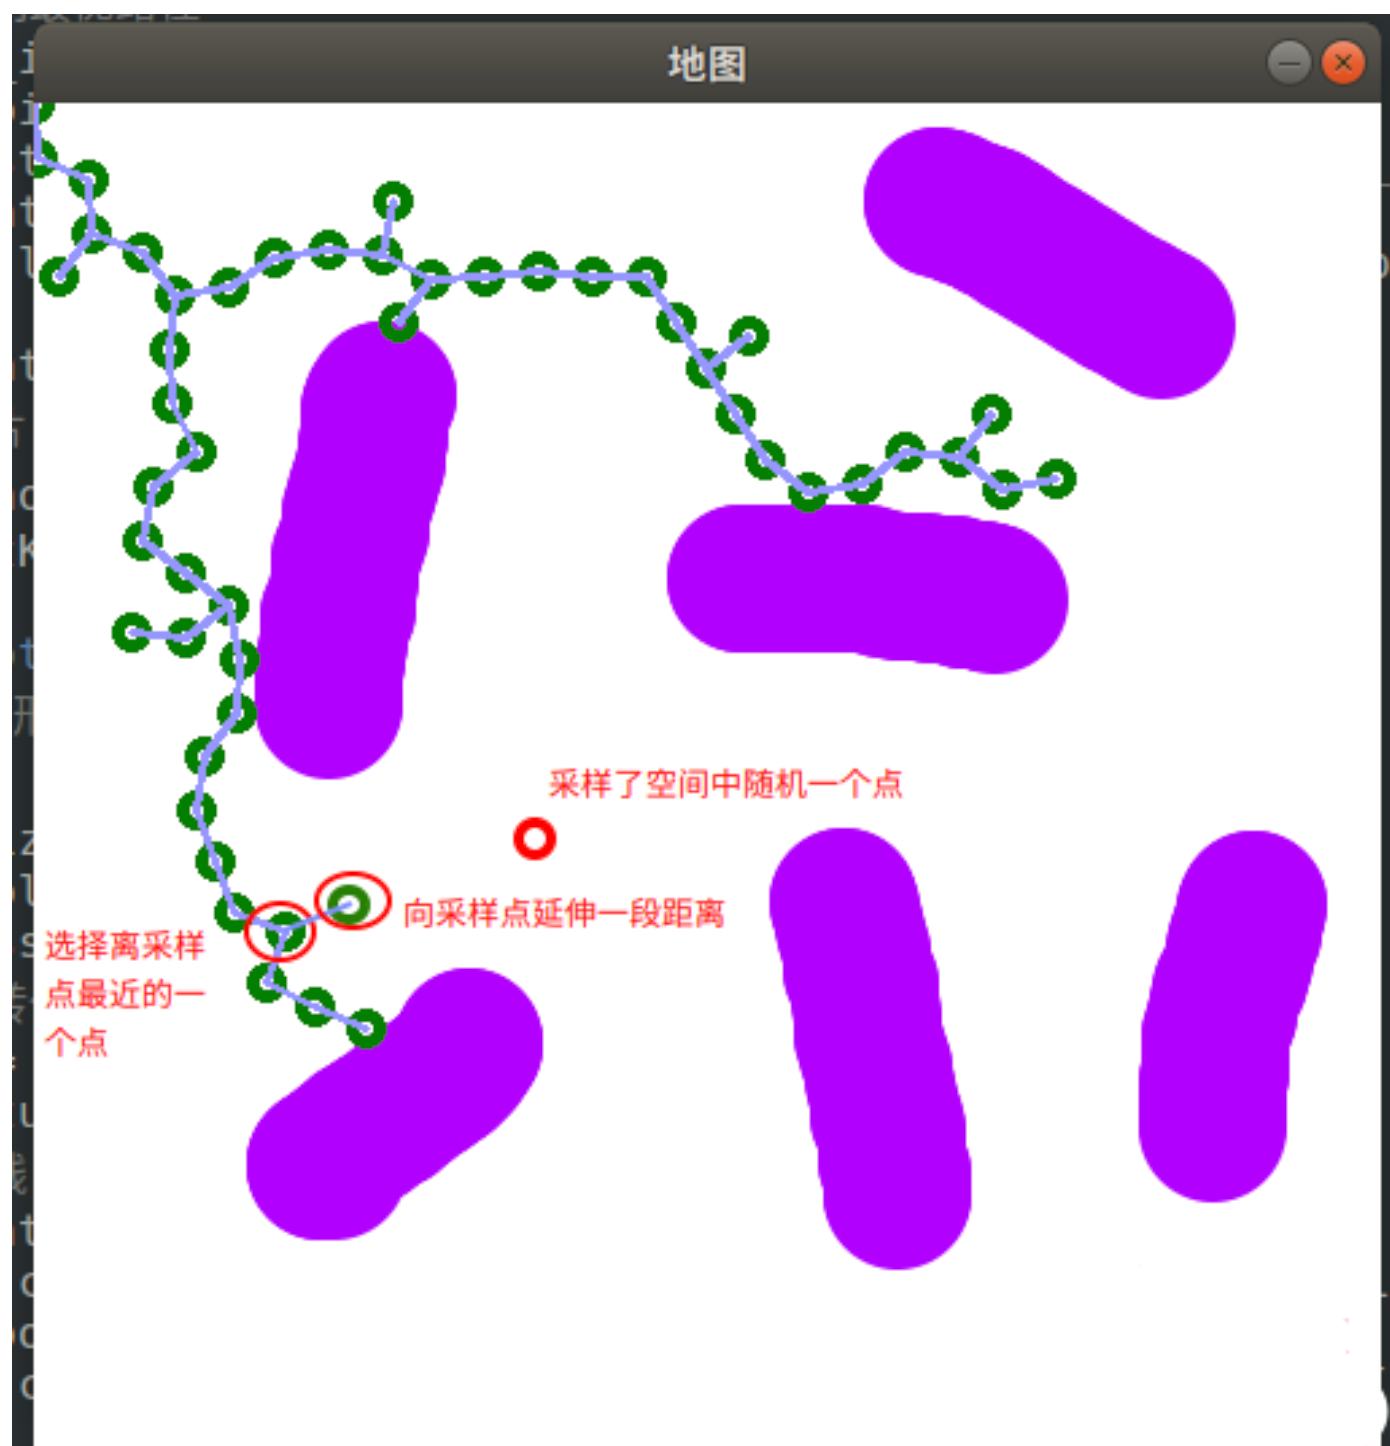 地图
采样了空间中随机一个点
向采样点延伸一段距离
选择离采样
点最近的一
个点